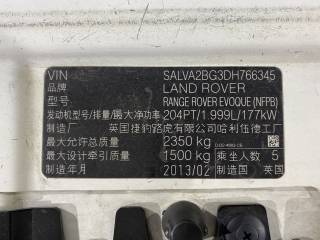 VIN SALVA2BG3DH766345
品牌 LAND ROVER
型号 RANGE ROVER EVOQUE (NFPB)
发动机型号/排量/最大净功率 204PT/1.999L/177kW
制造商: 英国捷豹路虎有限公司哈利伍德工厂
最大允许总质量 2350 kg
最大设计牵引质量 1500 kg 乘坐人数 5
制造年月 2013/02 制造国 英国